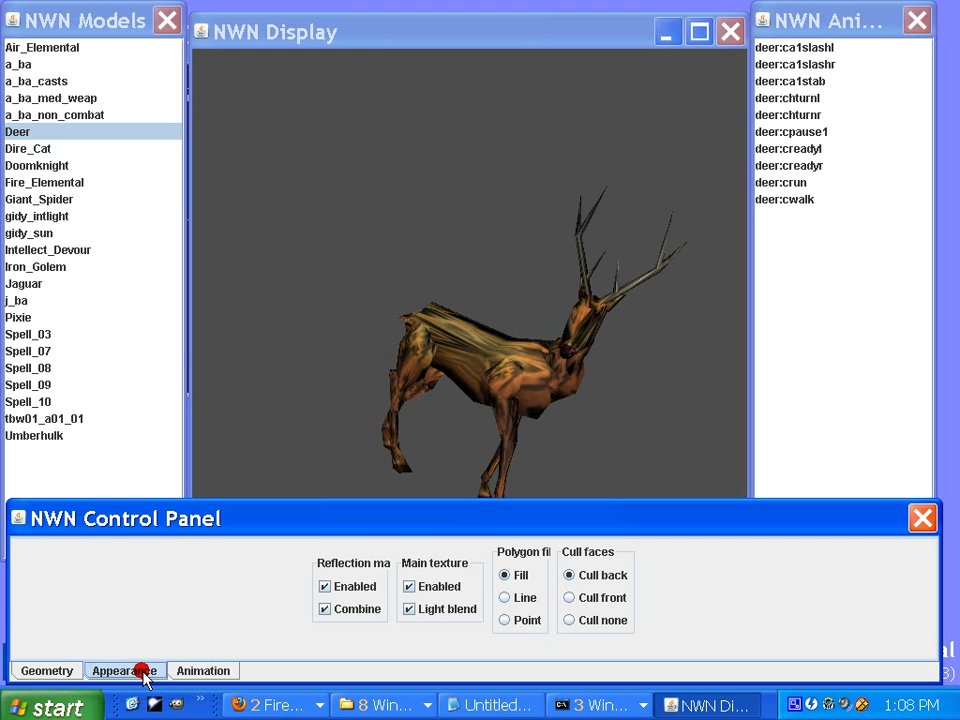 NWN Models
Air_Elemental
a_ba
a_ba_casts
a_ba_med_weap
a_ba_non_combat
Deer
Dire_Cat
Doomknight
Fire_Elemental
Giant_Spider
gidy_intlight
gidy_sun
Intellect_Devour
Iron_Golem
Jaguar
j_ba
Pixie
Spell_03
Spell_07
Spell_08
Spell_09
Spell_10
tbw01_a01_01
Umberhulk
NWN Display
NWN Ani...
deer:ca1slashl
deer:ca1slashr
deer:ca1stab
deer:chturnl
deer:chturnr
deer:cpause1
deer:creadyl
deer:creadyr
deer:crun
deer:cwalk
NWN Control Panel
Reflection ma
Enabled
Combine
Main texture
Enabled
Light blend
Polygon fi
Fill
Line
Point
Cull faces
Cull back
Cull front
Cull none
Geometry Appearance Animation
start
2 Fire...
8 Win...
Untitled...
3 Wind...
NWN Di...
1:08 PM